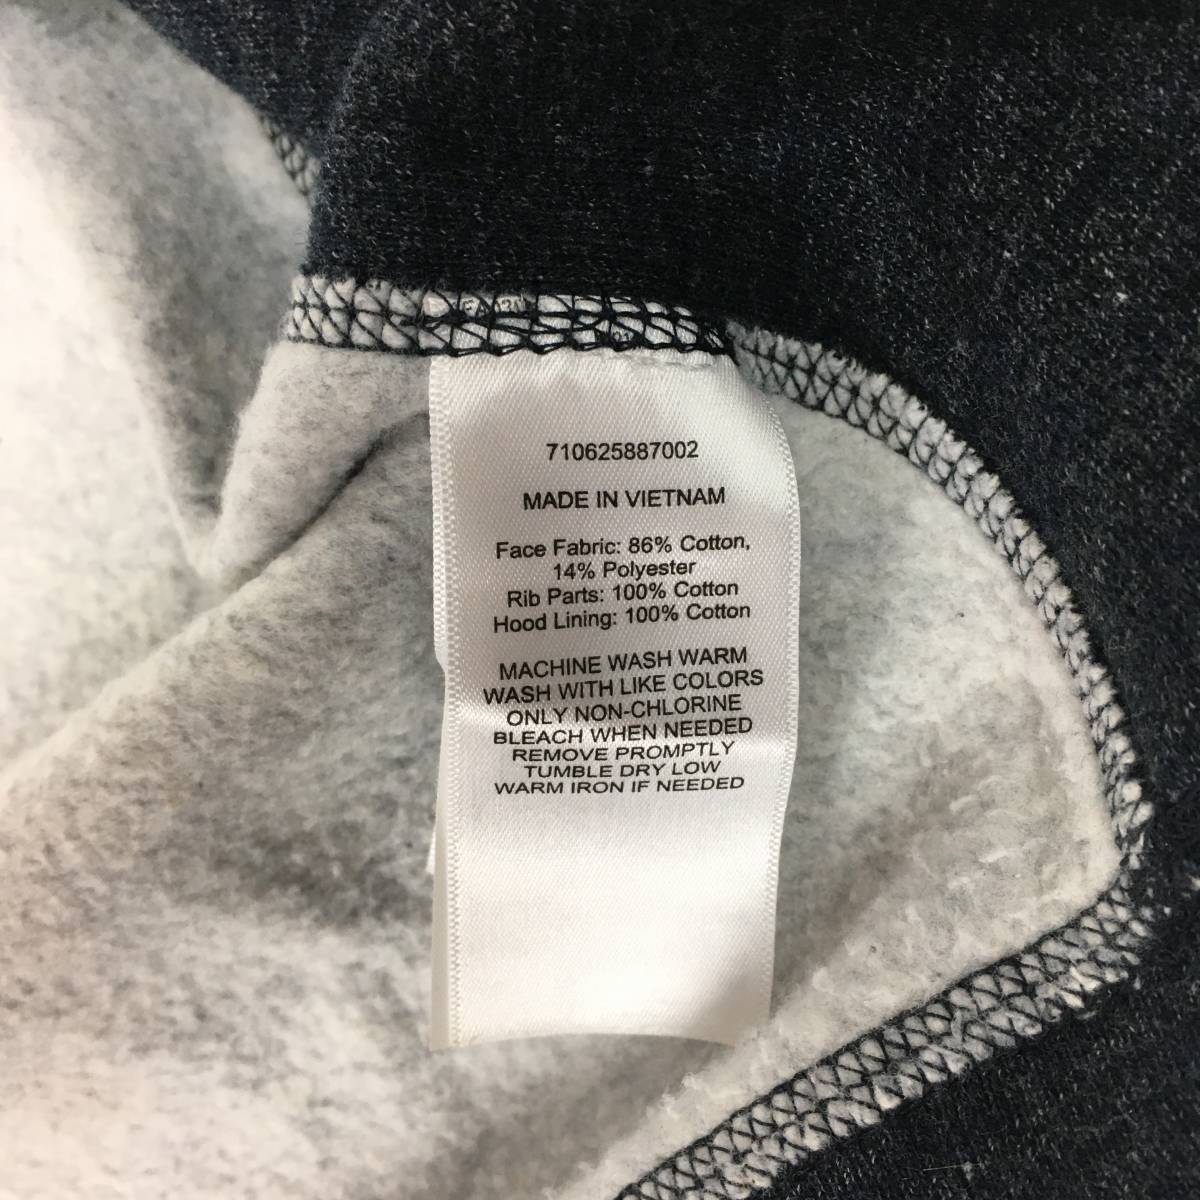 710625887002
MADE IN VIETNAM
Face Fabric: 86% Cotton,
14% Polyester
Rib Parts: 100% Cotton
Hood Lining: 100% Cotton
MACHINE WASH WARM
WASH WITH LIKE COLORS
ONLY NON-CHLORINE
BLEACH WHEN NEEDED
REMOVE PROMPTLY
TUMBLE DRY LOW
WARM IRON IF NEEDED